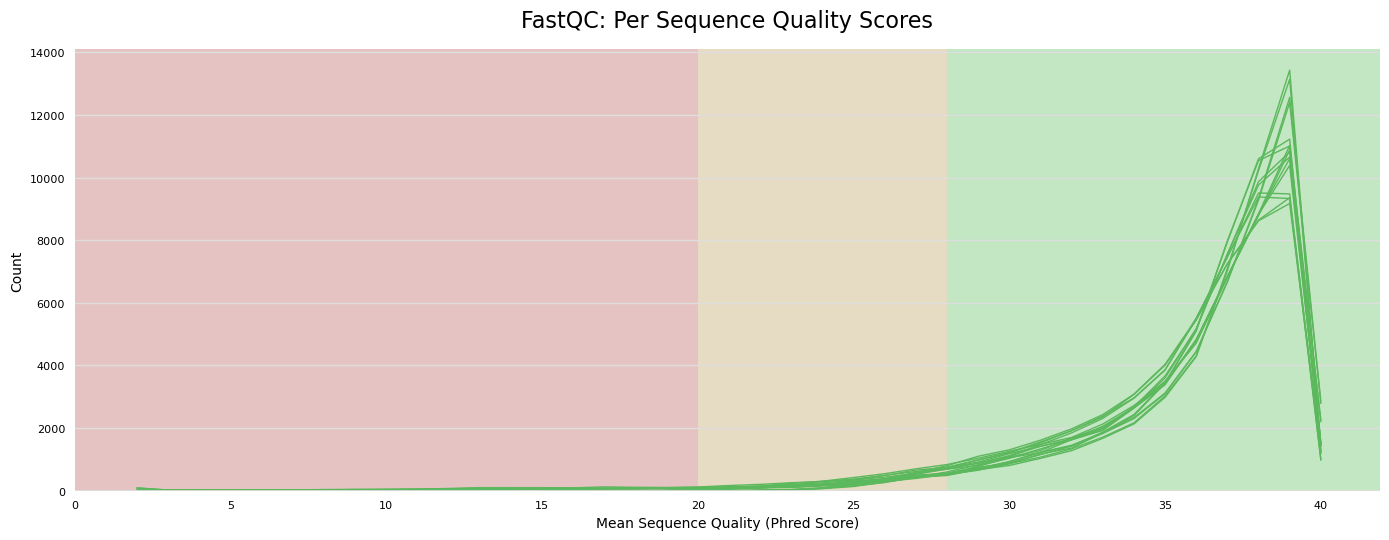 FastQC: Per Sequence Quality Scores
14000
12000
10000
8000
6000
4000
2000
0
Count
0 5 10 15 20 25 30 35 40
Mean Sequence Quality (Phred Score)